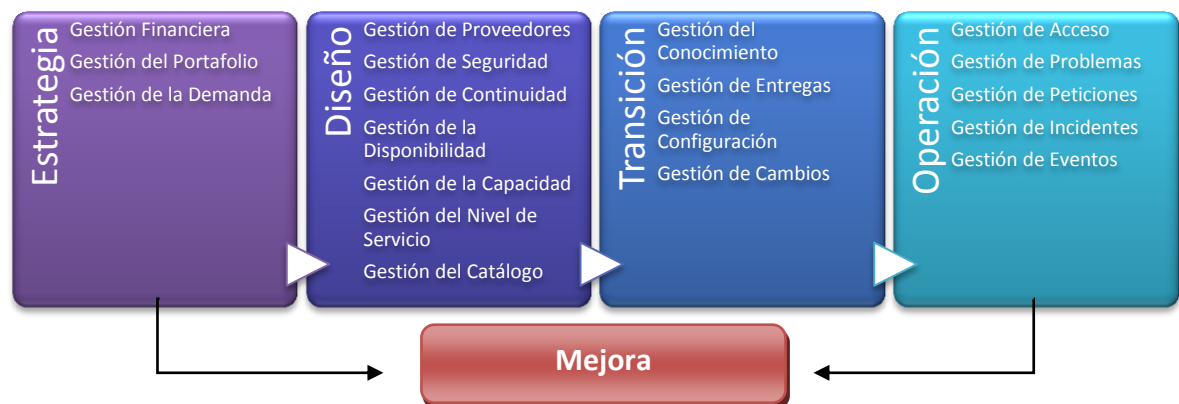 Estrategia
Gestión Financiera
Gestión del Portafolio
Gestión de la Demanda
Diseño
Gestión de Proveedores
Gestión de Seguridad
Gestión de Continuidad
Gestión de la
Disponibilidad
Gestión de la Capacidad
Gestión del Nivel de
Servicio
Gestión del Catálogo
Transición
Gestión del
Conocimiento
Gestión de Entregas
Gestión de
Configuración
Gestión de Cambios
Operación
Gestión de Acceso
Gestión de Problemas
Gestión de Peticiones
Gestión de Incidentes
Gestión de Eventos
Mejora